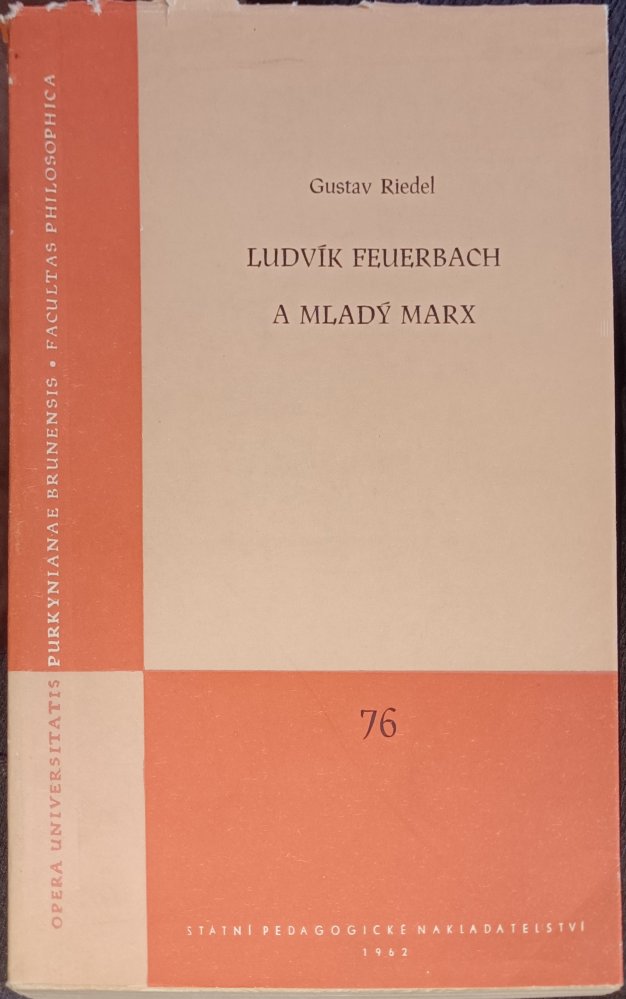 Gustav Riedel
LUDVÍK FEUERBACH
A MLADÝ MARX
76
STÁTNÍ PEDAGOGICKÉ NAKLADATELSTVÍ
1962
OPERA UNIVERSITATIS PURKYNIANAE BRUNENSIS • FACULTAS PHILOSOPHICA